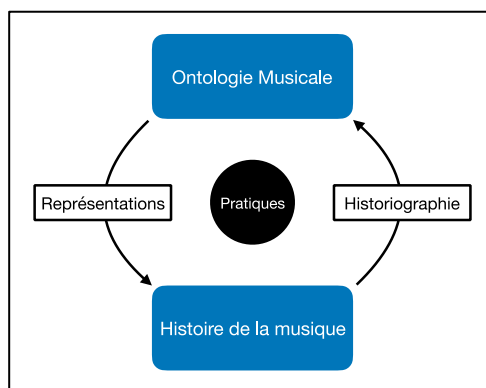 Ontologie Musicale
Représentations
Pratiques
Historiographie
Histoire de la musique